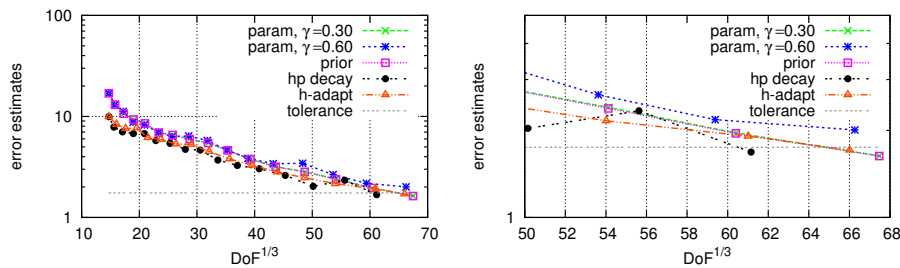 100
10
1
error estimates
10 20 30 40 50 60 70
DoF^1/3
param, γ=0.30
param, γ=0.60
prior
hp decay
h-adapt
tolerance
1
error estimates
50 52 54 56 58 60 62 64 66 68
DoF^1/3
param, γ=0.30
param, γ=0.60
prior
hp decay
h-adapt
tolerance